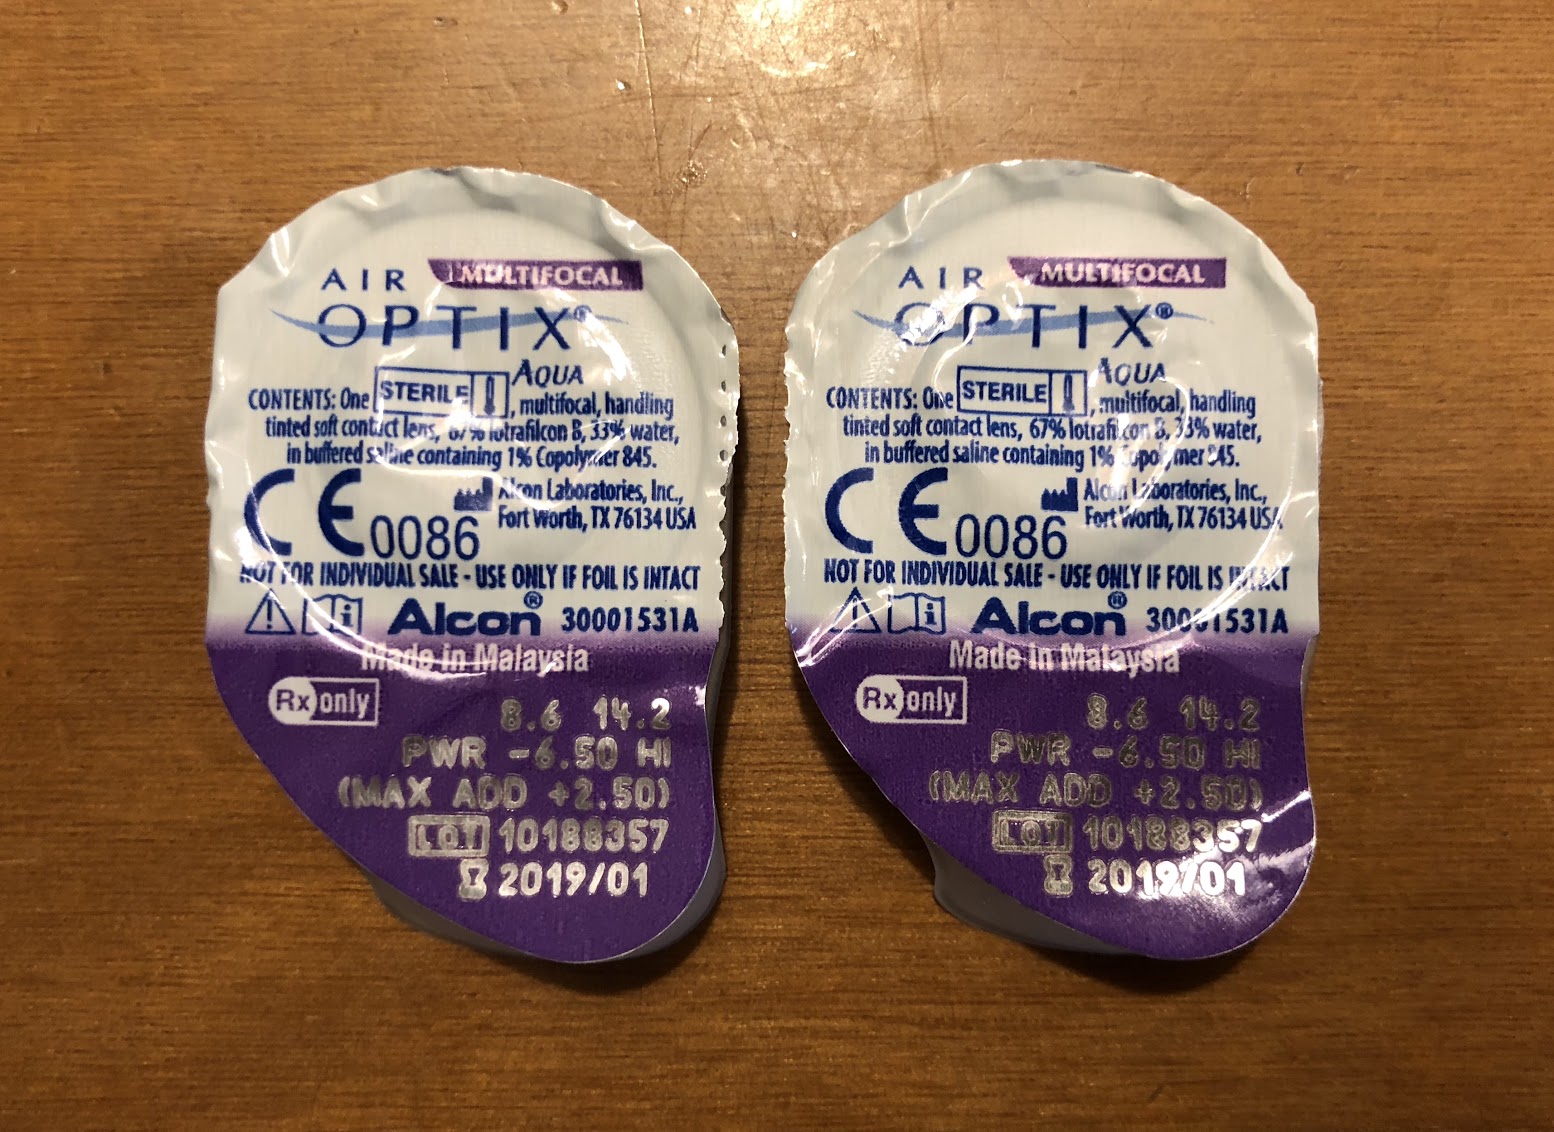 AIR MULTIFOCAL
OPTIX®
AQUA
CONTENTS: One STERILE, multifocal, handling
tinted soft contact lens, 67% lotrafilcon B, 33% water,
in buffered saline containing 1% Copolymer 845.
CE 0086 Alcon Laboratories, Inc.,
Fort Worth, TX 76134 USA
NOT FOR INDIVIDUAL SALE - USE ONLY IF FOIL IS INTACT
Alcon® 30001531A
Made in Malaysia
Rx only
8.6 14.2
PWR -6.50 HI
(MAX ADD +2.50)
LOT 10188357
2019/01
AIR MULTIFOCAL
OPTIX®
AQUA
CONTENTS: One STERILE, multifocal, handling
tinted soft contact lens, 67% lotrafilcon B, 33% water,
in buffered saline containing 1% Copolymer 845.
CE 0086 Alcon Laboratories, Inc.,
Fort Worth, TX 76134 USA
NOT FOR INDIVIDUAL SALE - USE ONLY IF FOIL IS INTACT
Alcon® 30001531A
Made in Malaysia
Rx only
8.6 14.2
PWR -6.50 HI
(MAX ADD +2.50)
LOT 10188357
2019/01